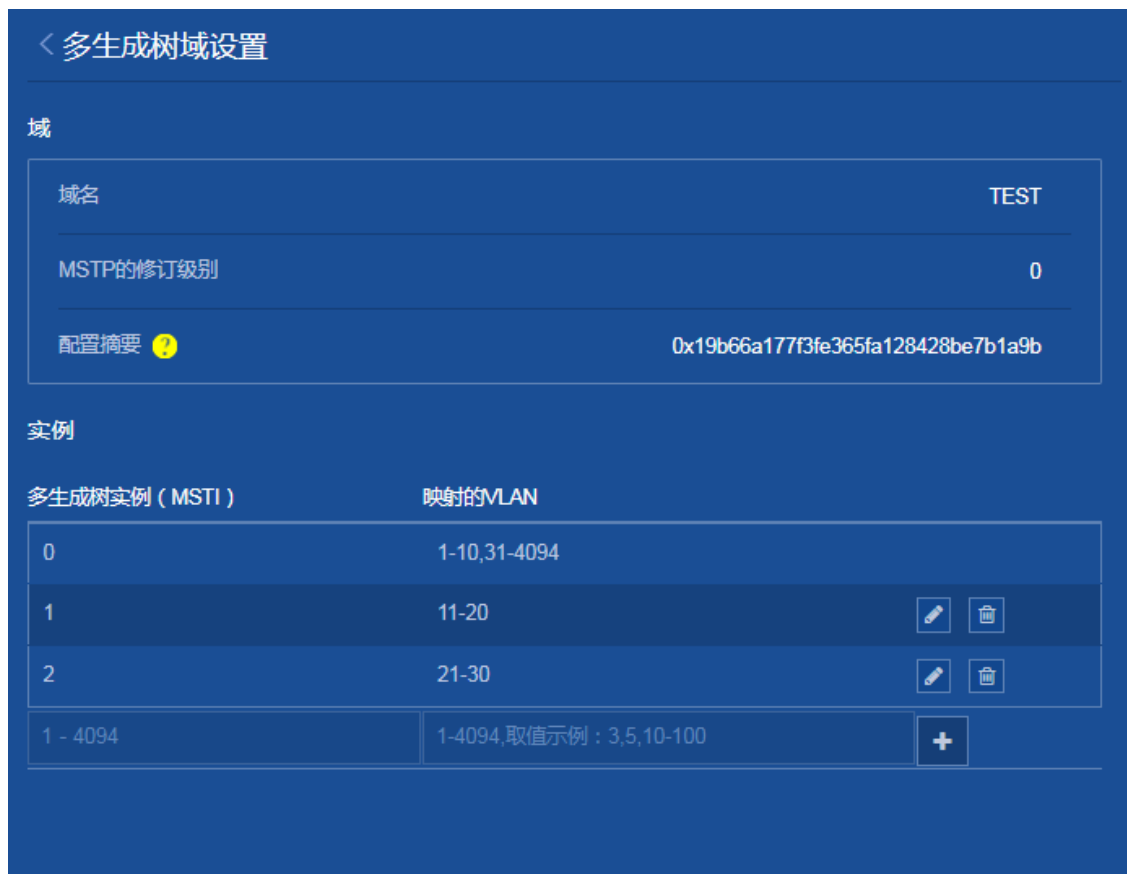 多生成树域设置
域
域名 TEST
MSTP的修订级别 0
配置摘要 ? 0x19b66a177f3fe365fa128428be7b1a9b
实例
多生成树实例（MSTI） 映射的VLAN
0 1-10,31-4094
1 11-20
2 21-30
1 - 4094 1-4094,取值示例：3,5,10-100